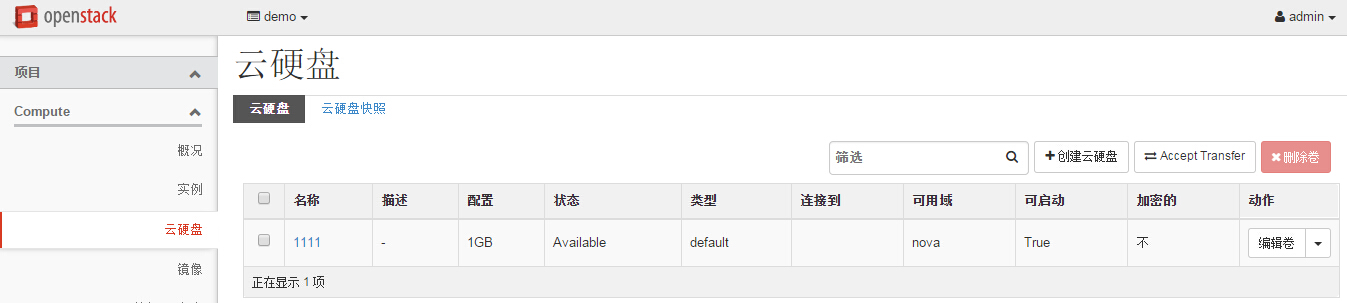 openstack demo admin
云硬盘
项目
云硬盘 云硬盘快照
Compute
概况
筛选 创建云硬盘 Accept Transfer 删除卷
实例
名称 描述 配置 状态 类型 连接到 可用域 可启动 加密的 动作
云硬盘
1111 - 1GB Available default nova True 不 编辑卷
镜像
正在显示 1 项